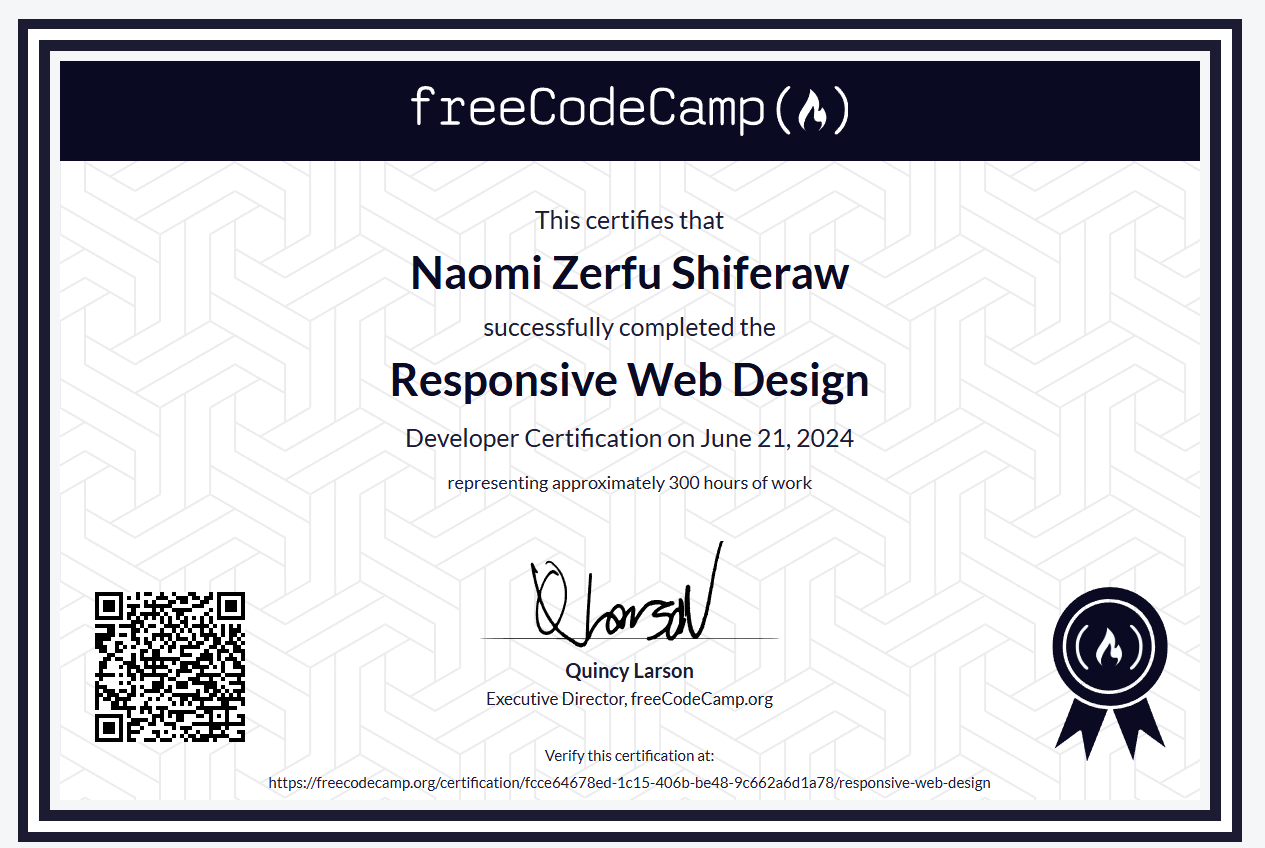 freeCodeCamp
This certifies that
Naomi Zerfu Shiferaw
successfully completed the
Responsive Web Design
Developer Certification on June 21, 2024
representing approximately 300 hours of work
Q Larson
Quincy Larson
Executive Director, freeCodeCamp.org
Verify this certification at:
https://freecodecamp.org/certification/fcce64678ed-1c15-406b-be48-9c662a6d1a78/responsive-web-design